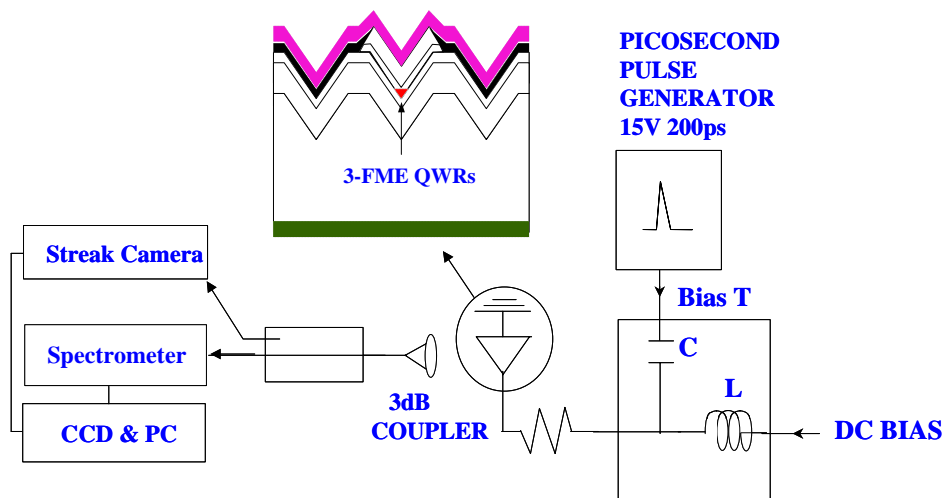 PICOSECOND
PULSE
GENERATOR
15V 200ps
3-FME QWRs
Streak Camera
Bias T
C
Spectrometer
L
3dB
COUPLER
CCD & PC
DC BIAS